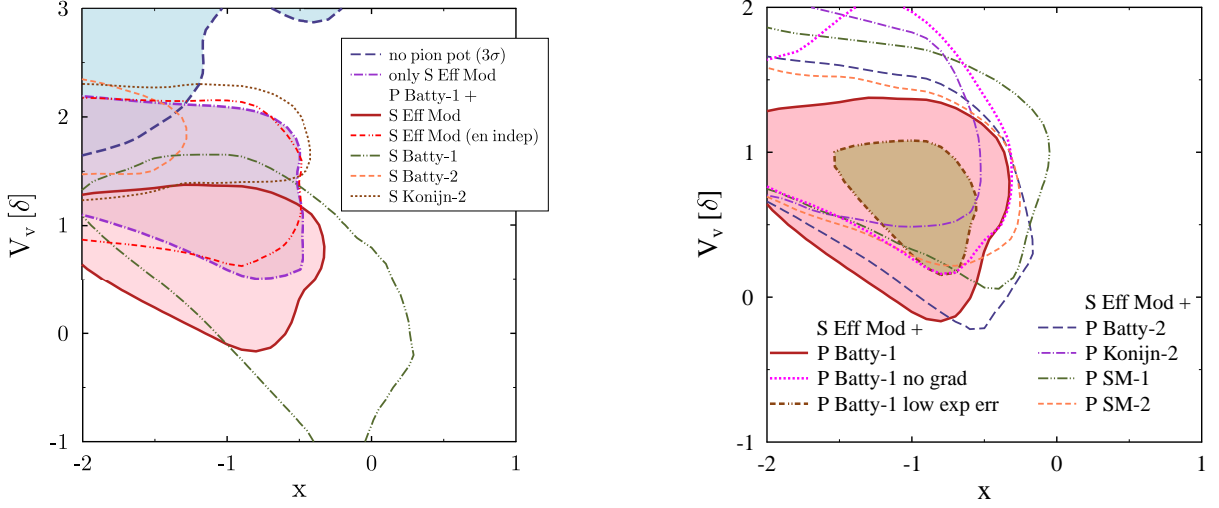 3
2
1
0
-1
V_v [δ]
-2
-1
0
1
x
no pion pot (3σ)
only S Eff Mod
P Batty-1 +
S Eff Mod
S Eff Mod (en indep)
S Batty-1
S Batty-2
S Konijn-2
2
1
0
-1
V_v [δ]
-2
-1
0
1
x
S Eff Mod +
P Batty-1
P Batty-1 no grad
P Batty-1 low exp err
S Eff Mod +
P Batty-2
P Konijn-2
P SM-1
P SM-2